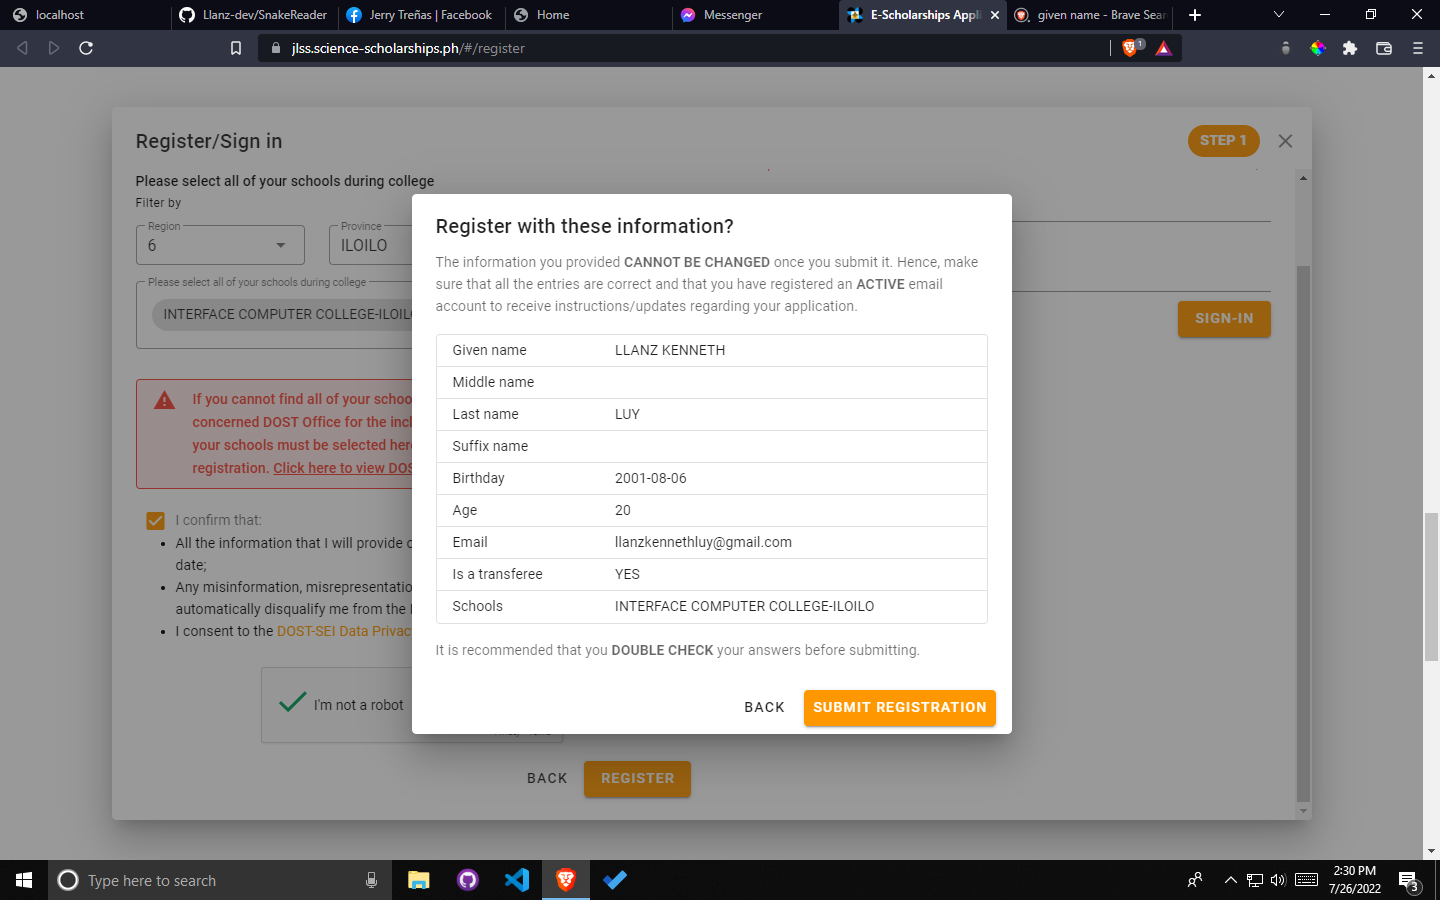 localhost
Llanz-dev/SnakeReader
Jerry Treñas | Facebook
Home
Messenger
E-Scholarships Appli
given name - Brave Sear
jlss.science-scholarships.ph/#/register
1
Register/Sign in
STEP 1
Please select all of your schools during college
Filter by
Region
6
Province
ILOILO
Please select all of your schools during college
INTERFACE COMPUTER COLLEGE-ILOILO
SIGN-IN
If you cannot find all of your schoo
concerned DOST Office for the incl
your schools must be selected here
registration. Click here to view DOS
I confirm that:
All the information that I will provide
date;
Any misinformation, misrepresentatio
automatically disqualify me from the
I consent to the DOST-SEI Data Privac
I'm not a robot
BACK
REGISTER
Register with these information?
The information you provided CANNOT BE CHANGED once you submit it. Hence, make
sure that all the entries are correct and that you have registered an ACTIVE email
account to receive instructions/updates regarding your application.
Given name LLANZ KENNETH
Middle name
Last name LUY
Suffix name
Birthday 2001-08-06
Age 20
Email llanzkennethluy@gmail.com
Is a transferee YES
Schools INTERFACE COMPUTER COLLEGE-ILOILO
It is recommended that you DOUBLE CHECK your answers before submitting.
BACK
SUBMIT REGISTRATION
Type here to search
2:30 PM
7/26/2022
3